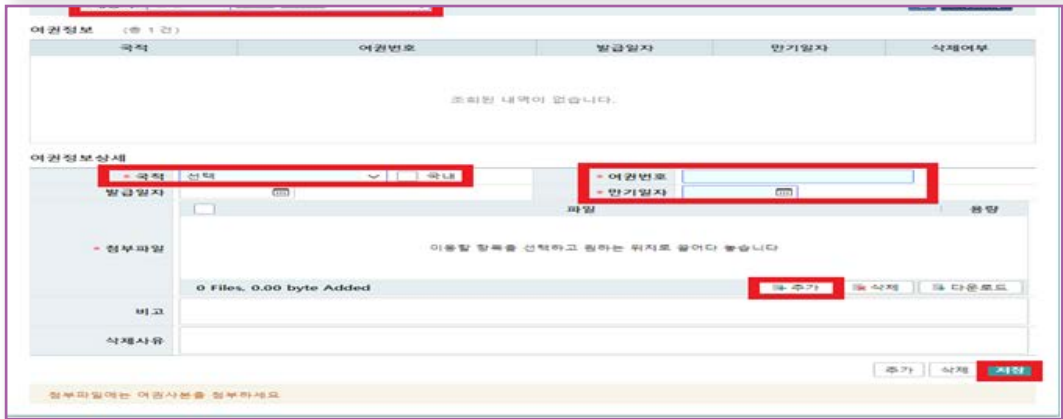 여권정보 (총 1 건)
국적 여권번호 발급일자 만기일자 삭제여부
조회된 내역이 없습니다.
여권정보상세
* 국적 선택 국내 * 여권번호
발급일자 * 만기일자
파일 용량
* 첨부파일 이동할 항목을 선택하고 원하는 위치로 끌어다 놓습니다
0 Files, 0.00 byte Added 추가 삭제 다운로드
비고
삭제사유
추가 삭제 저장
첨부파일에는 여권사본을 첨부하세요